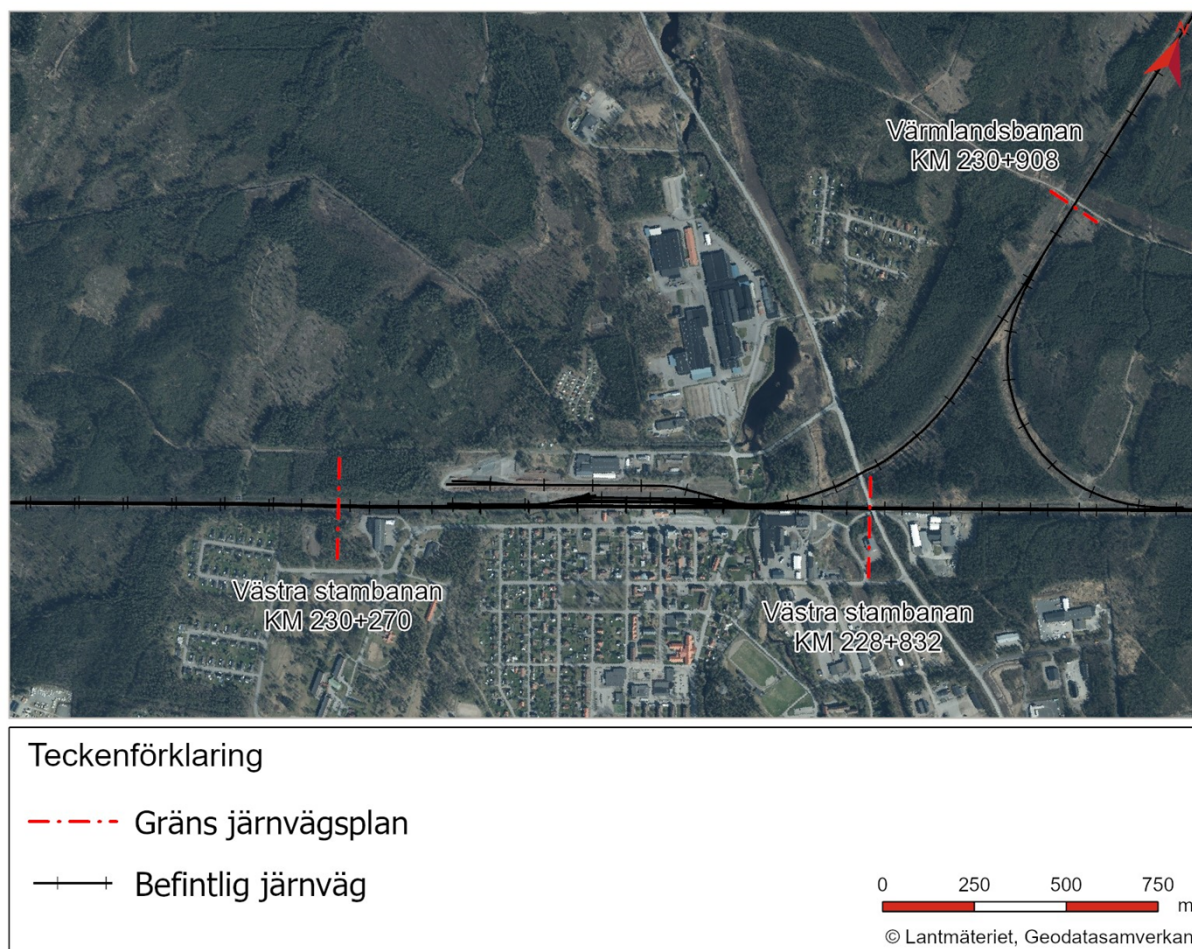 N
Värmlandsbanan
KM 230+908
Västra stambanan
KM 230+270
Västra stambanan
KM 228+832
Teckenförklaring
Gräns järnvägsplan
Befintlig järnväg
0 250 500 750
m
© Lantmäteriet, Geodatasamverkan